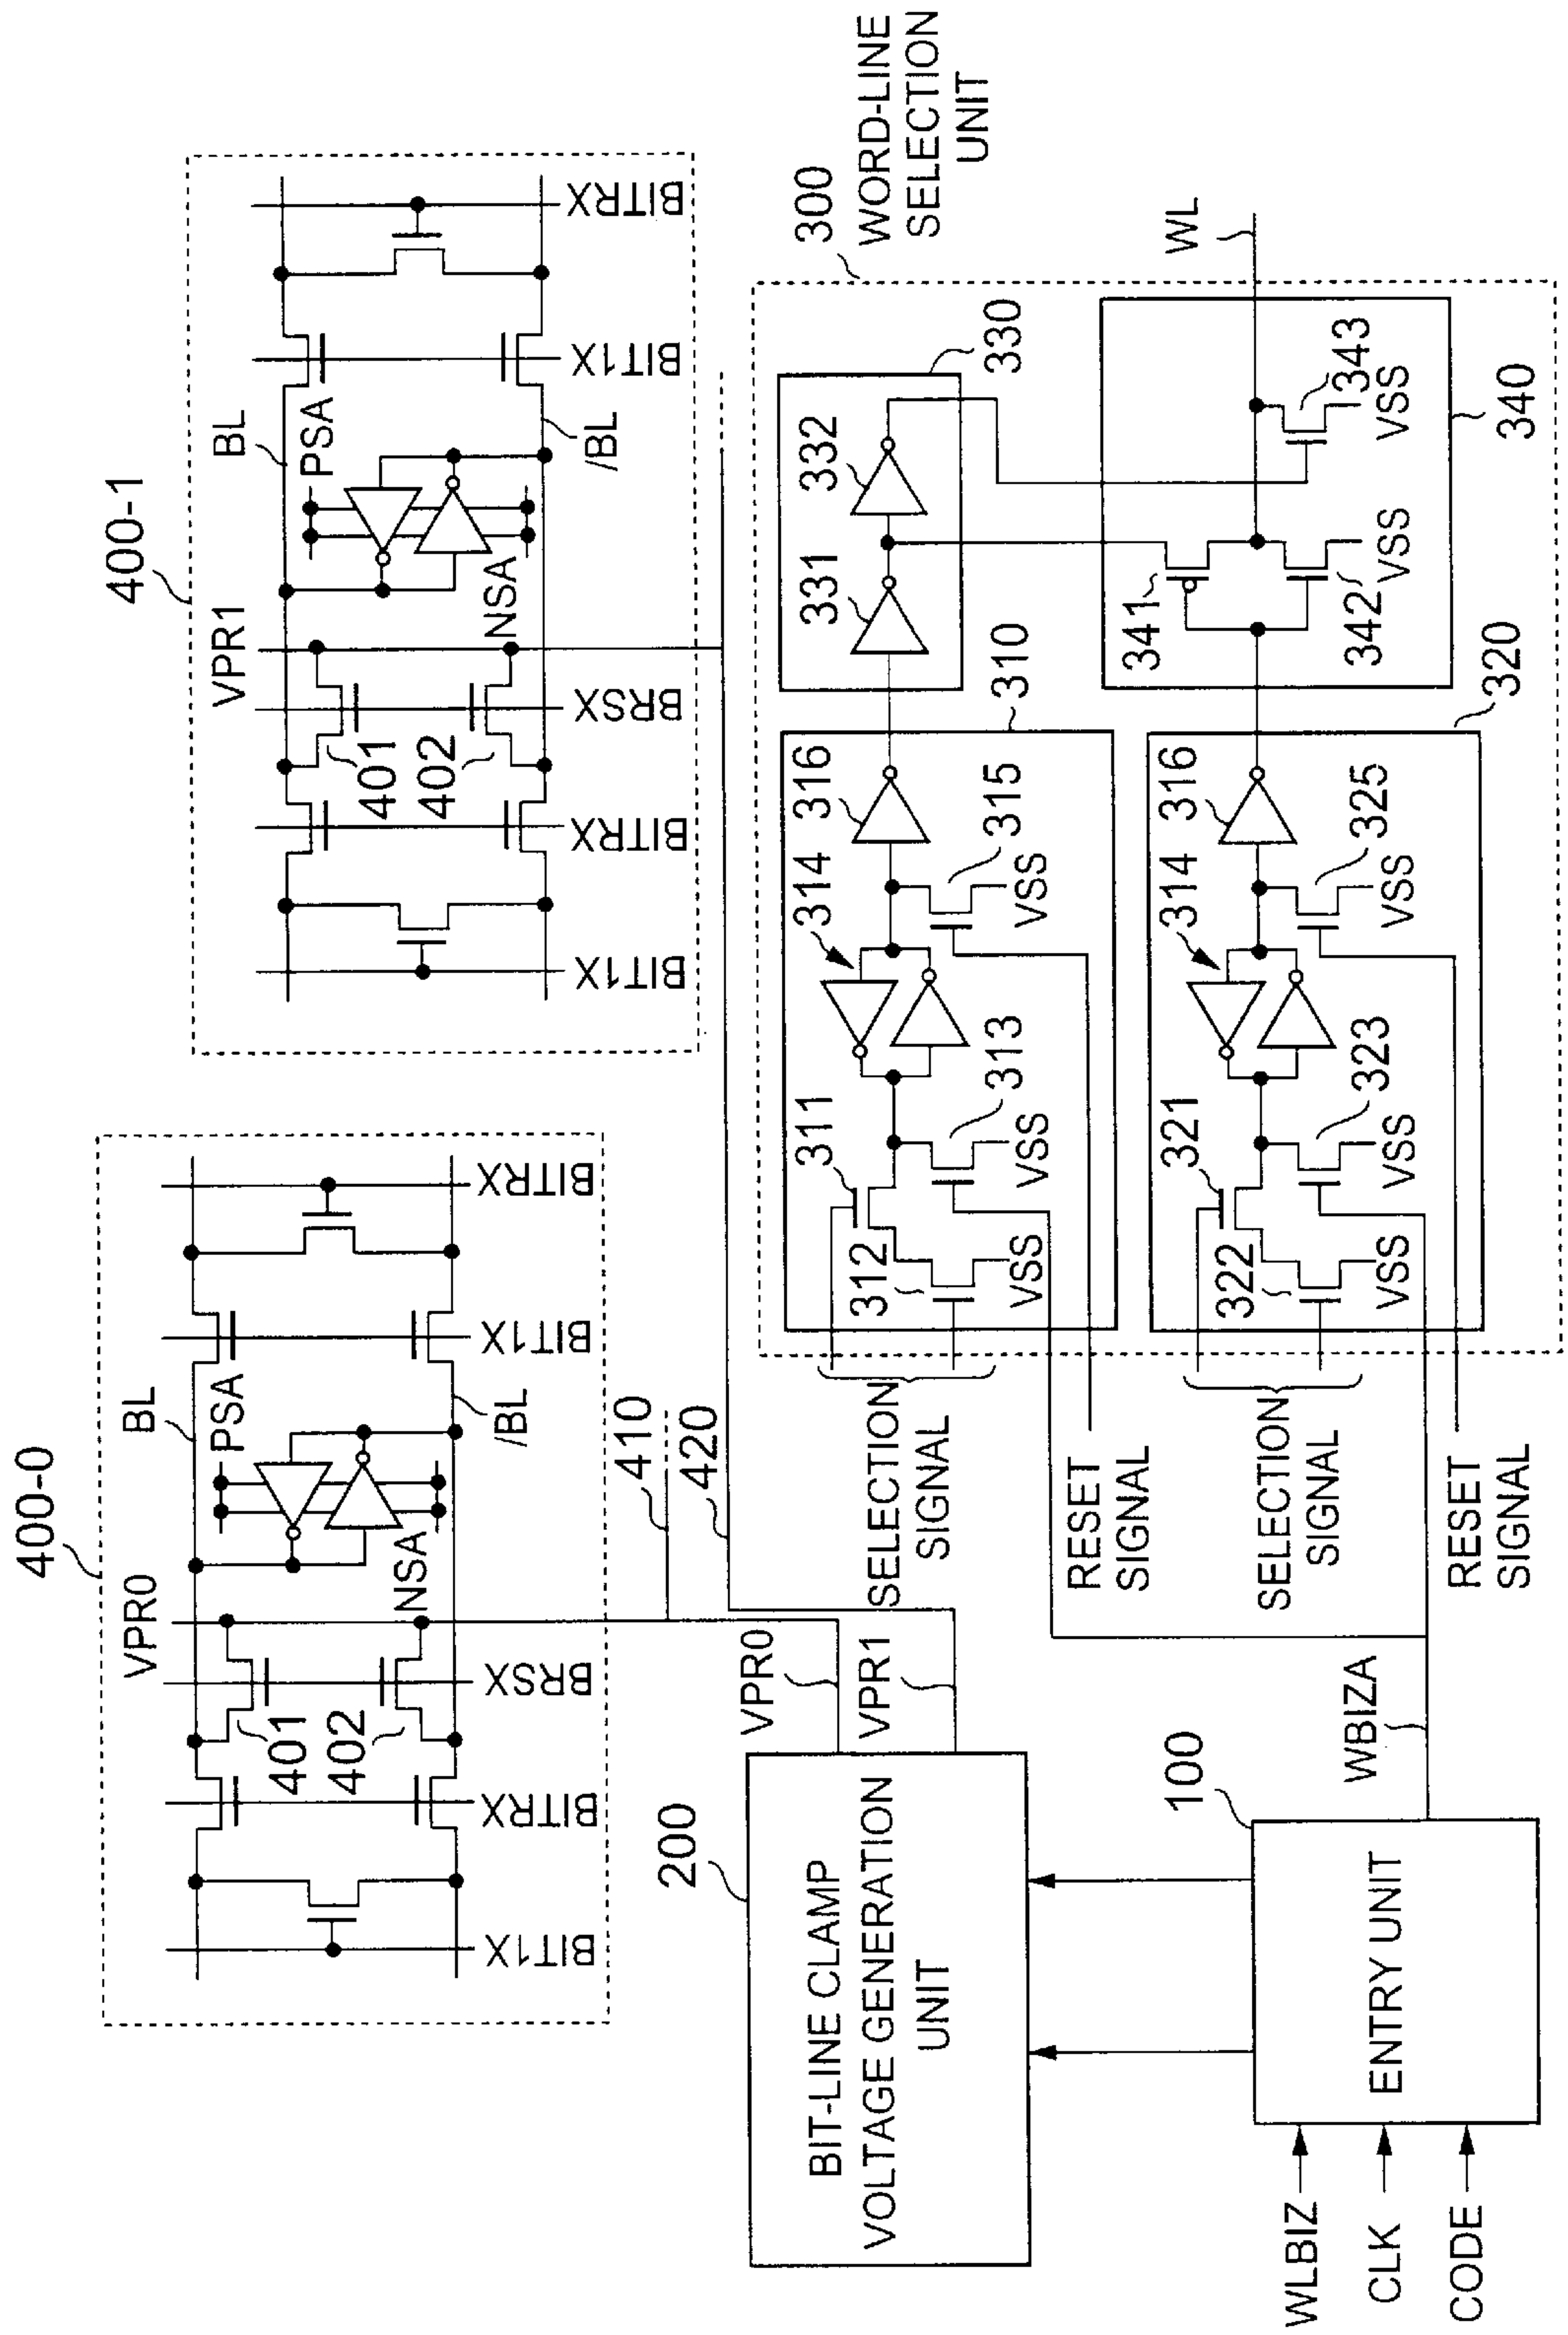 400-0
BL
VPR0
PSA
NSA
/BL
401
402
BIT1X
BITRX
BRSX
BIT1X
BITRX
400-1
BL
VPR1
PSA
NSA
/BL
401
402
BIT1X
BITRX
BRSX
BIT1X
BITRX
410
420
200
BIT-LINE CLAMP
VOLTAGE GENERATION
UNIT
VPR0
VPR1
WLBIZ
CLK
CODE
100
ENTRY UNIT
WBIZA
300
WORD-LINE
SELECTION
UNIT
SELECTION
SIGNAL
RESET
SIGNAL
310
311
312
VSS
313
VSS
314
315
VSS
316
330
331
332
SELECTION
SIGNAL
RESET
SIGNAL
320
321
322
VSS
323
VSS
314
325
VSS
316
340
341
342
VSS
343
VSS
WL